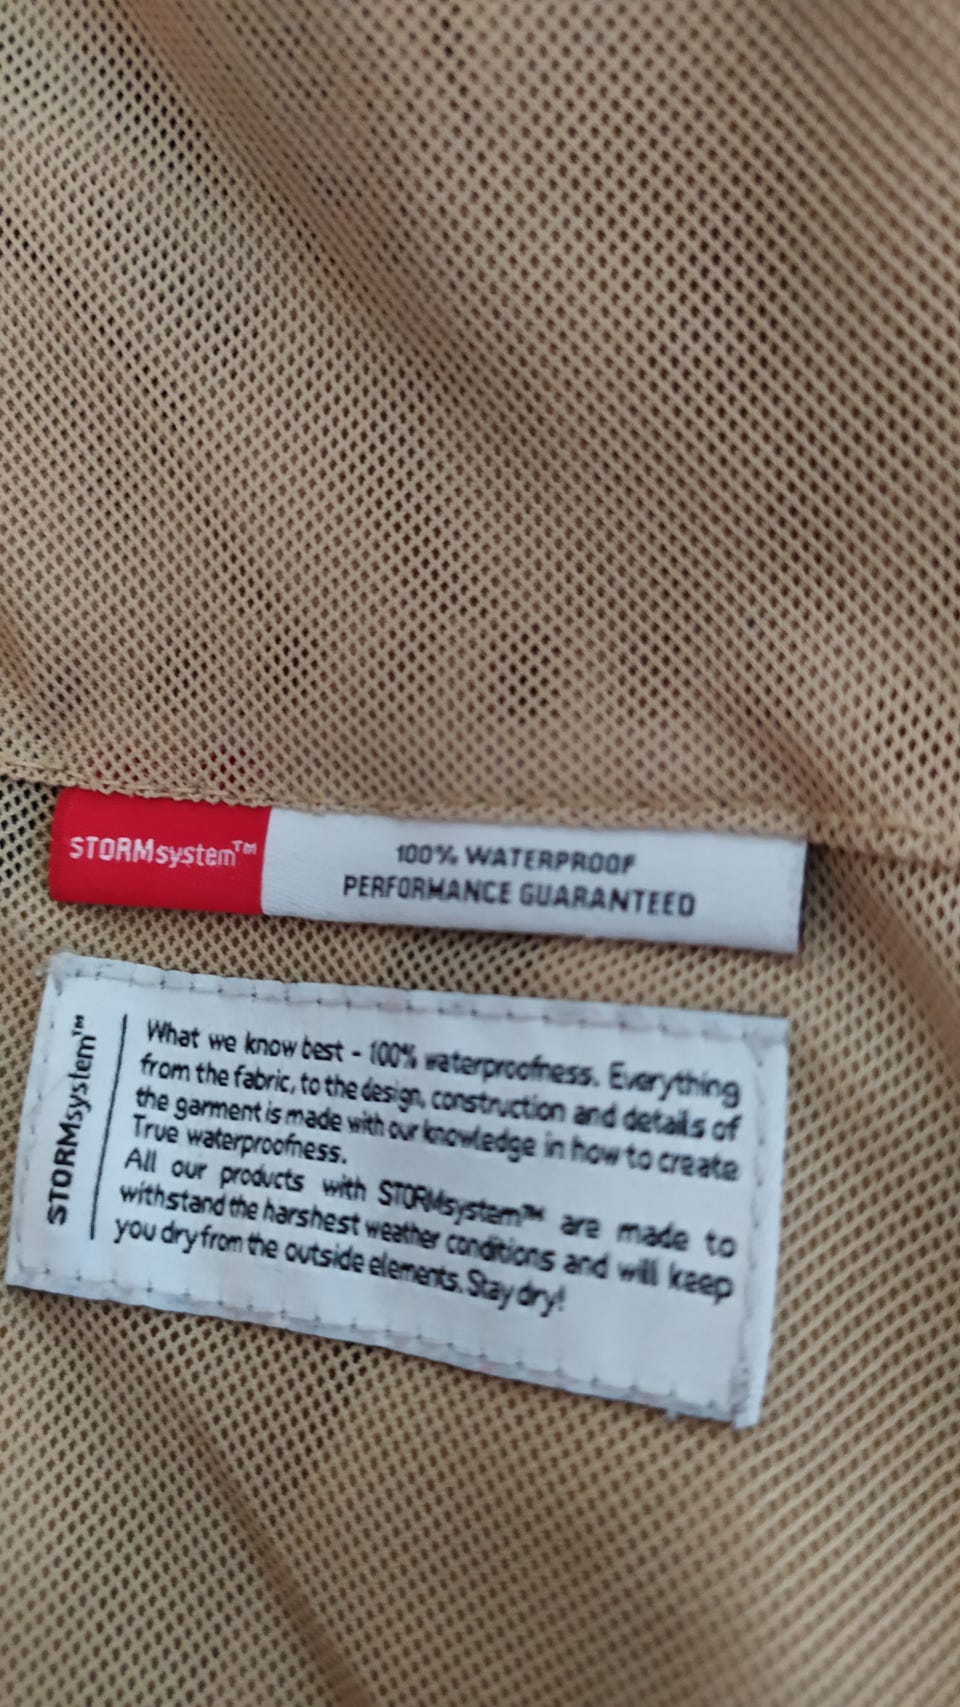 STORMsystem™
100% WATERPROOF
PERFORMANCE GUARANTEED
STORMsystem™
What we know best - 100% waterproofness. Everything
from the fabric, to the design, construction and details of
the garment is made with our knowledge in how to create
True waterproofness.
All our products with STORMsystem™ are made to
withstand the harshest weather conditions and will keep
you dry from the outside elements. Stay dry!